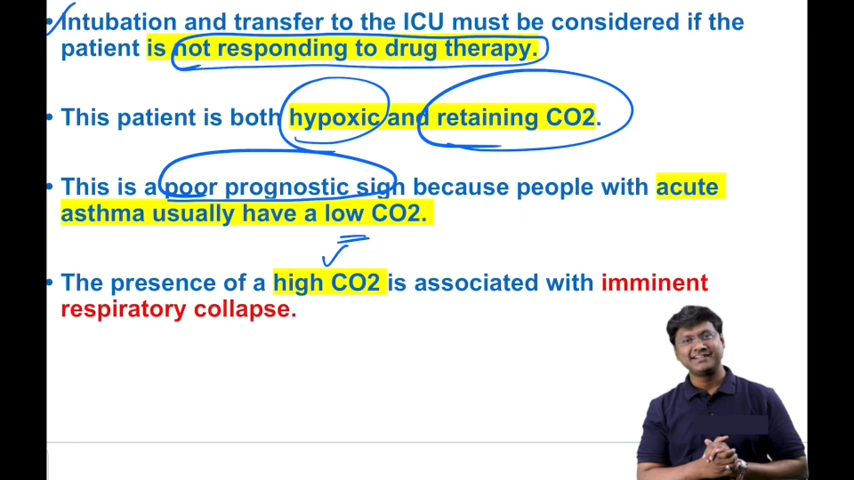 • Intubation and transfer to the ICU must be considered if the
patient is not responding to drug therapy.
• This patient is both hypoxic and retaining CO2.
• This is a poor prognostic sign because people with acute
asthma usually have a low CO2.
• The presence of a high CO2 is associated with imminent
respiratory collapse.